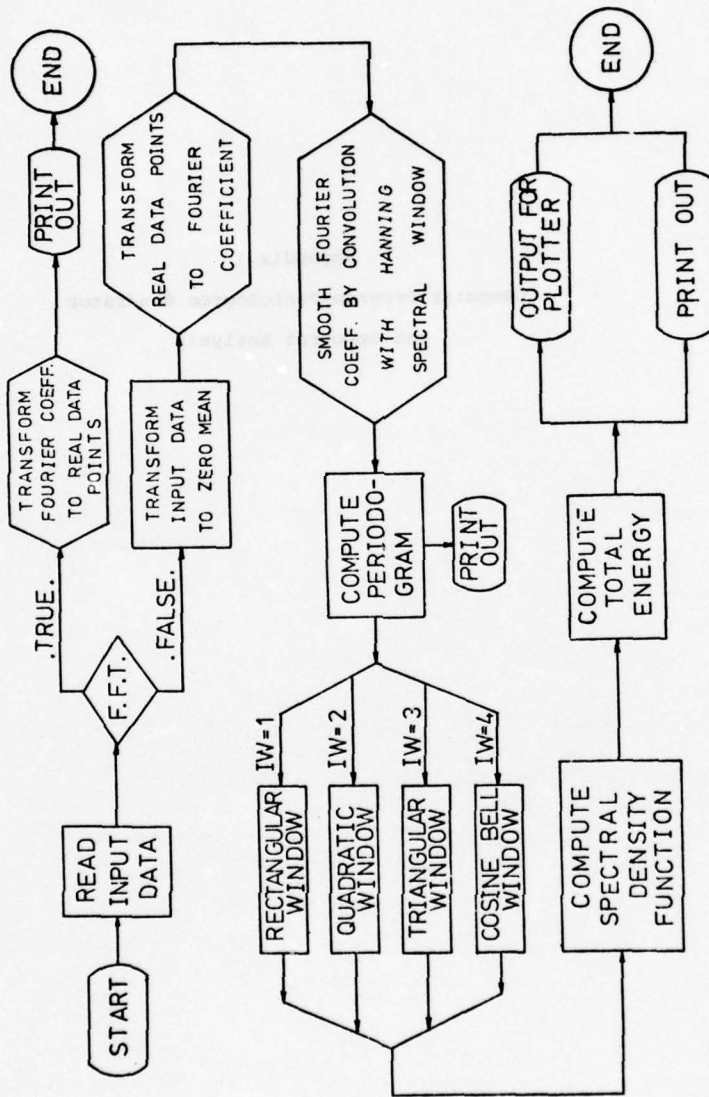 START
READ
INPUT
DATA
F.F.T.
.TRUE.
TRANSFORM
FOURIER COEFF.
TO REAL DATA
POINTS
PRINT
OUT
END
.FALSE.
TRANSFORM
INPUT DATA
TO ZERO MEAN
TRANSFORM
REAL DATA POINTS
TO FOURIER
COEFFICIENT
SMOOTH FOURIER
COEFF. BY CONVOLUTION
WITH HANNING
SPECTRAL WINDOW
COMPUTE
PERIODO-
GRAM
PRINT
OUT
IW=1
RECTANGULAR
WINDOW
IW=2
QUADRATIC
WINDOW
IW=3
TRIANGULAR
WINDOW
IW=4
COSINE BELL
WINDOW
COMPUTE
SPECTRAL
DENSITY
FUNCTION
COMPUTE
TOTAL
ENERGY
OUTPUT FOR
PLOTTER
PRINT OUT
END